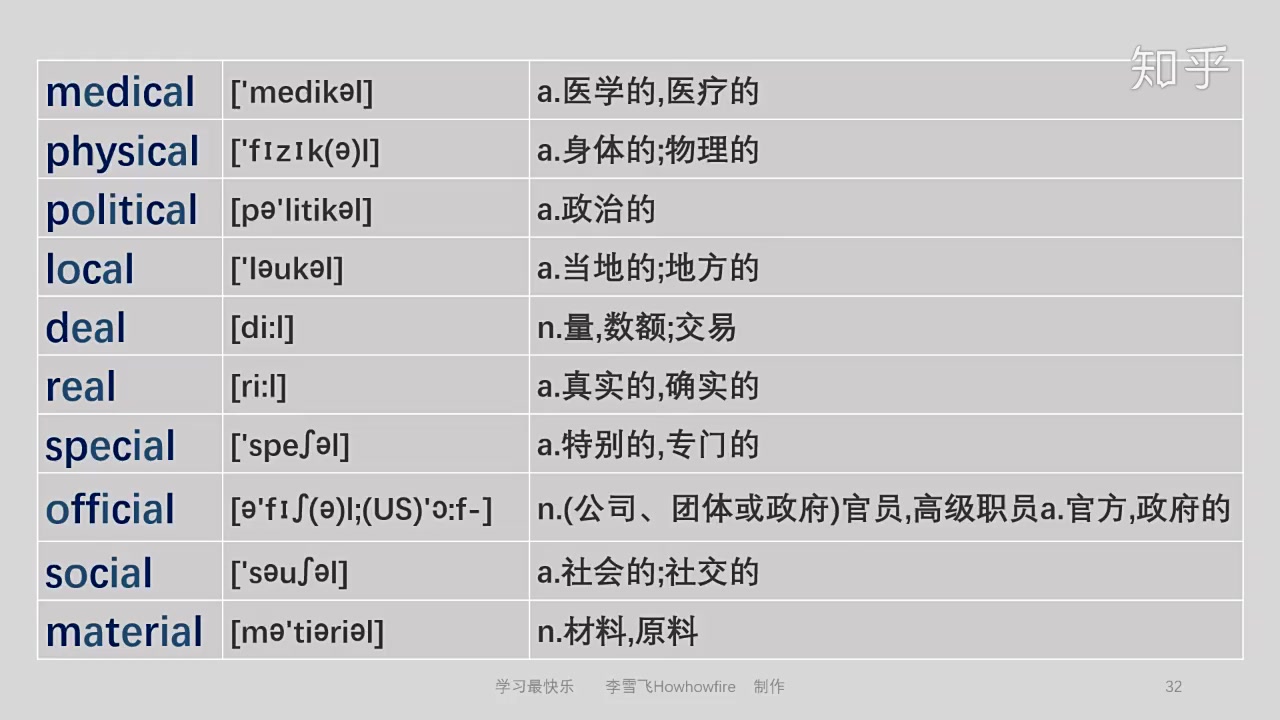 知乎
medical ['medikəl] a.医学的,医疗的
physical ['fɪzɪk(ə)l] a.身体的;物理的
political [pə'litikəl] a.政治的
local ['ləukəl] a.当地的;地方的
deal [di:l] n.量,数额;交易
real [ri:l] a.真实的,确实的
special ['speʃəl] a.特别的,专门的
official [ə'fɪʃ(ə)l;(US)'ɔ:f-] n.(公司、团体或政府)官员,高级职员a.官方,政府的
social ['səuʃəl] a.社会的;社交的
material [mə'tiəriəl] n.材料,原料
学习最快乐 李雪飞Howhowfire 制作 32